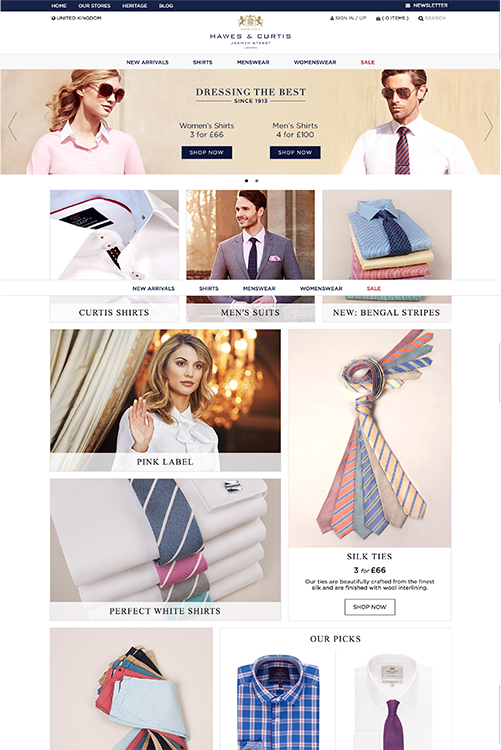 HOME OUR STORES HERITAGE BLOG NEWSLETTER
UNITED KINGDOM SIGN IN / UP ( 0 ITEMS ) SEARCH
HAWES & CURTIS
JERMYN STREET
LONDON
NEW ARRIVALS SHIRTS MENSWEAR WOMENSWEAR SALE
DRESSING THE BEST
SINCE 1913
Women's Shirts
3 for £66
SHOP NOW
Men's Shirts
4 for £100
SHOP NOW
NEW ARRIVALS SHIRTS MENSWEAR WOMENSWEAR SALE
CURTIS SHIRTS
MEN'S SUITS
NEW: BENGAL STRIPES
PINK LABEL
PERFECT WHITE SHIRTS
SILK TIES
3 for £66
Our ties are beautifully crafted from the finest
silk and are finished with wool interlining.
SHOP NOW
OUR PICKS